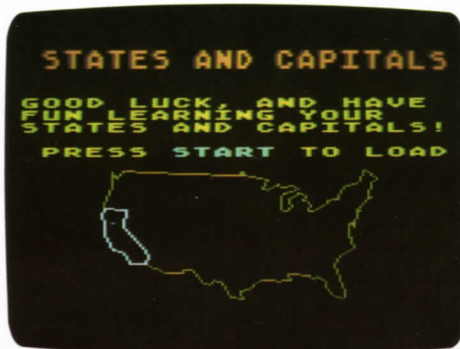 STATES AND CAPITALS
GOOD LUCK, AND HAVE
FUN LEARNING YOUR
STATES AND CAPITALS!
PRESS START TO LOAD